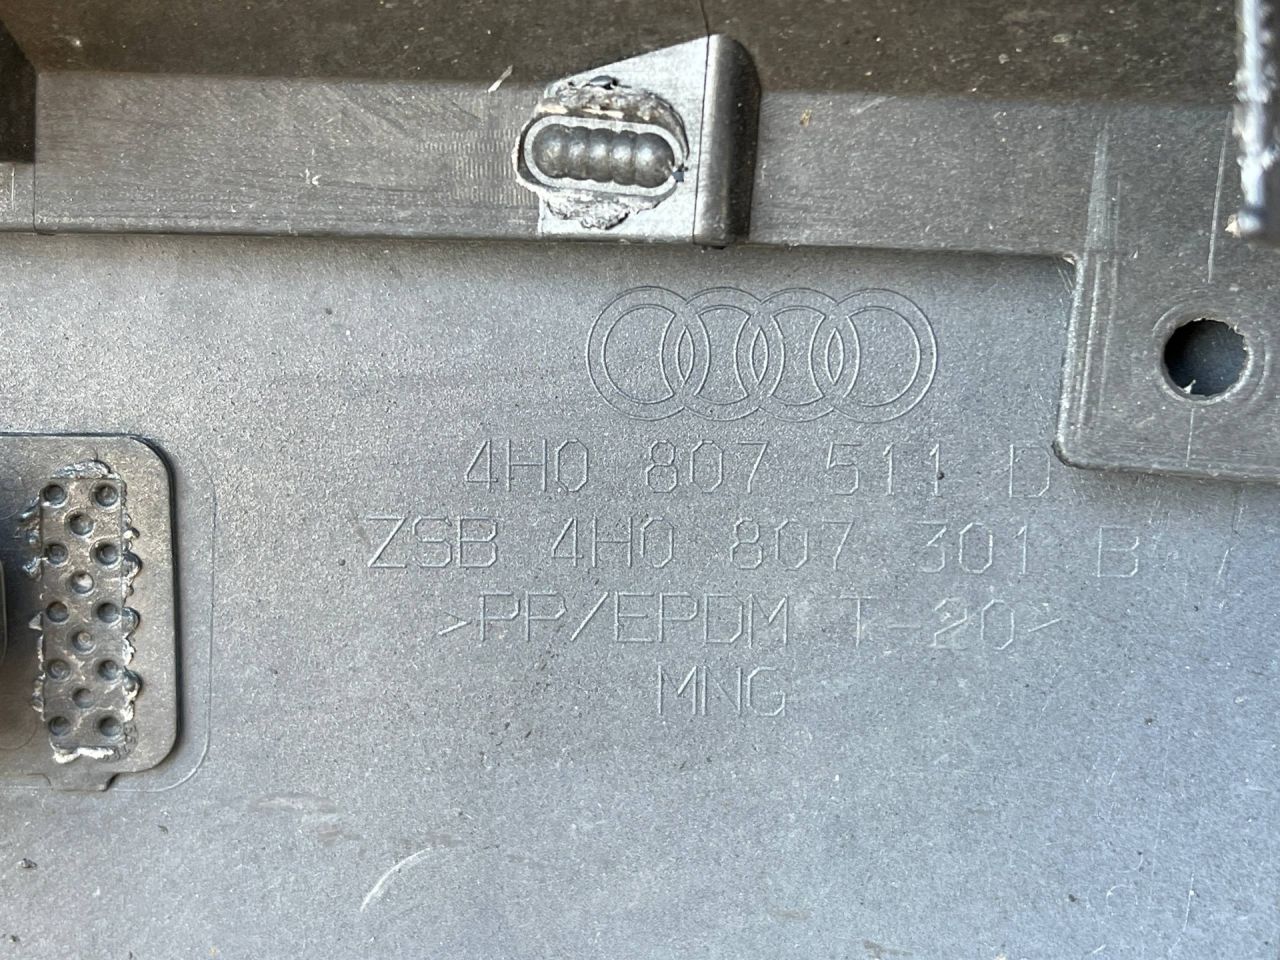 4H0 807 511 D
ZSB 4H0 807 301 B
>PP/EPDM T-20>
MNG